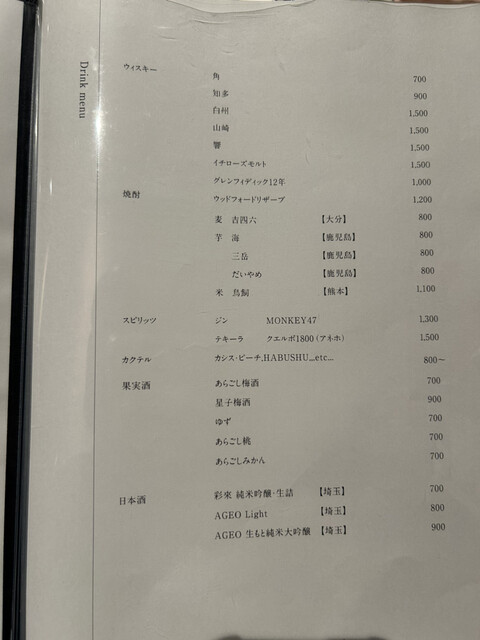 Drink menu
ウィスキー
角 700
知多 900
白州 1,500
山崎 1,500
響 1,500
イチローズモルト 1,500
グレンフィディック12年 1,000
ウッドフォードリザーブ 1,200
焼酎
麦 吉四六 【大分】 800
芋 海 【鹿児島】 800
三岳 【鹿児島】 800
だいやめ 【鹿児島】 800
米 鳥飼 【熊本】 1,100
スピリッツ ジン MONKEY47 1,300
テキーラ クエルボ1800(アネホ) 1,500
カクテル カシス・ピーチ,HABUSHU...etc... 800～
果実酒 あらごし梅酒 700
星子梅酒 900
ゆず 700
あらごし桃 700
あらごしみかん 700
日本酒 彩來 純米吟醸・生詰 【埼玉】 700
AGEO Light 【埼玉】 800
AGEO 生もと純米大吟醸 【埼玉】 900